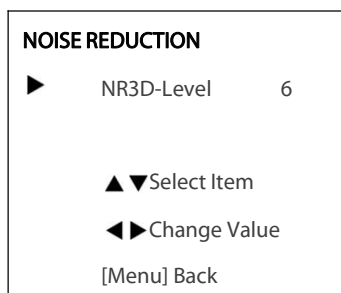 NOISE REDUCTION
▶ NR3D-Level 6
▲▼Select Item
◀▶Change Value
[Menu] Back